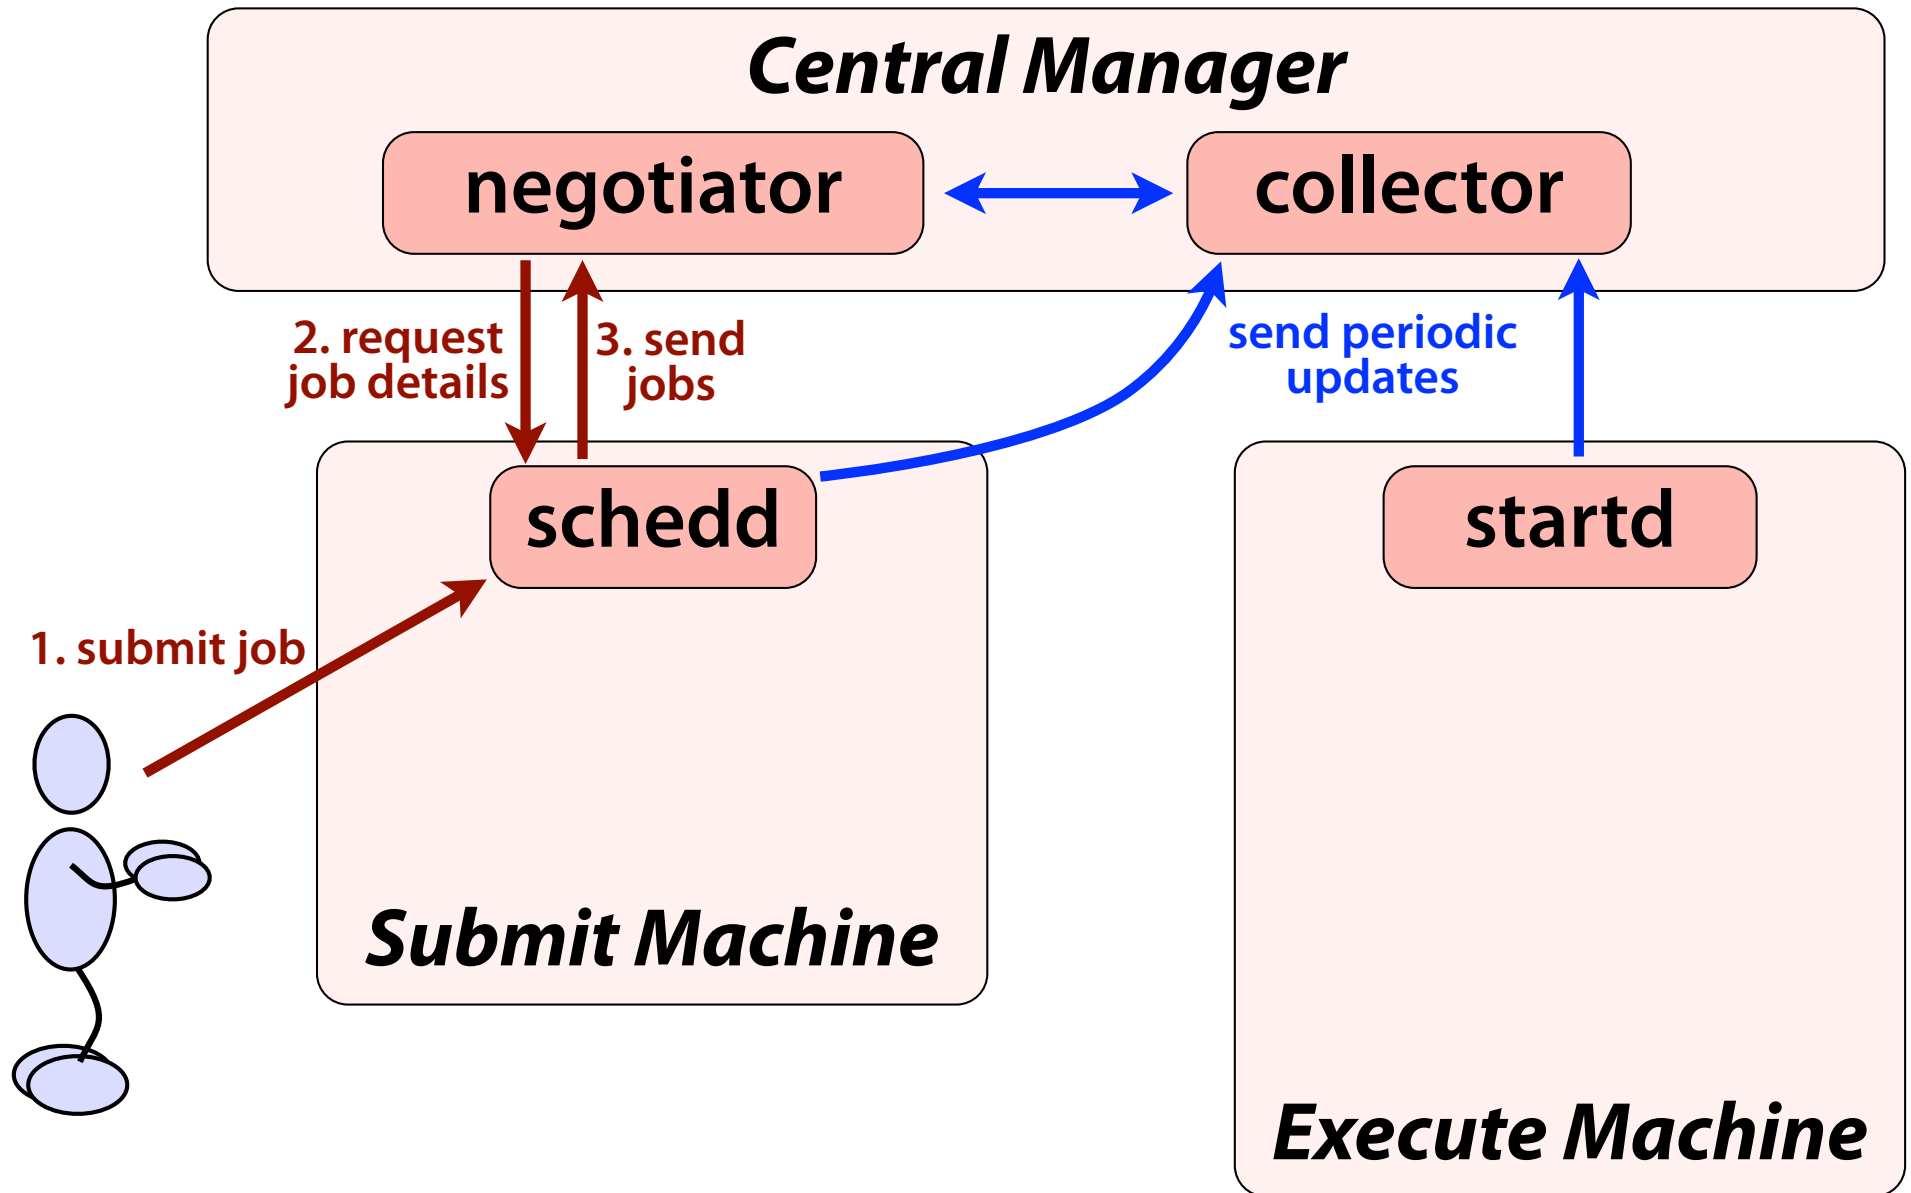 Central Manager
negotiator
collector
2. request
job details
3. send
jobs
send periodic
updates
schedd
startd
1. submit job
Submit Machine
Execute Machine